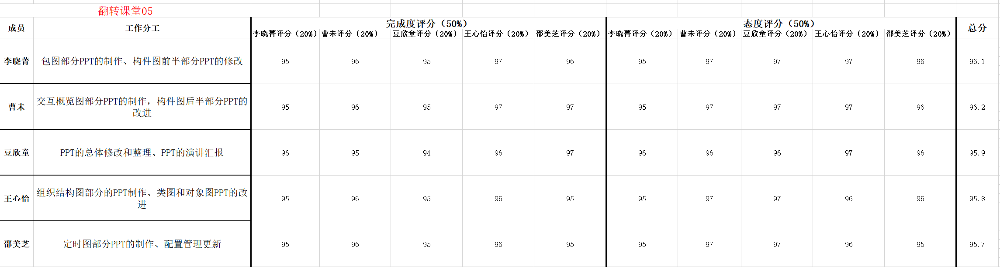 翻转课堂05
成员 工作分工 完成度评分（50%） 态度评分（50%） 总分
李晓菁评分（20%） 曹未评分（20%） 豆欣童评分（20%） 王心怡评分（20%） 邵美芝评分（20%） 李晓菁评分（20%） 曹未评分（20%） 豆欣童评分（20%） 王心怡评分（20%） 邵美芝评分（20%）
李晓菁 包图部分PPT的制作、构件图前半部分PPT的修改 95 96 95 97 96 95 97 97 97 96 96.1
曹未 交互概览图部分PPT的制作，构件图后半部分PPT的
改进 95 96 95 97 97 95 97 97 97 96 96.2
豆欣童 PPT的总体修改和整理、PPT的演讲汇报 96 95 94 96 97 96 96 96 97 96 95.9
王心怡 组织结构图部分的PPT制作、类图和对象图PPT的改
进 95 96 95 96 95 95 97 97 96 96 95.8
邵美芝 定时图部分PPT的制作、配置管理更新 95 96 95 96 95 95 97 97 96 95 95.7